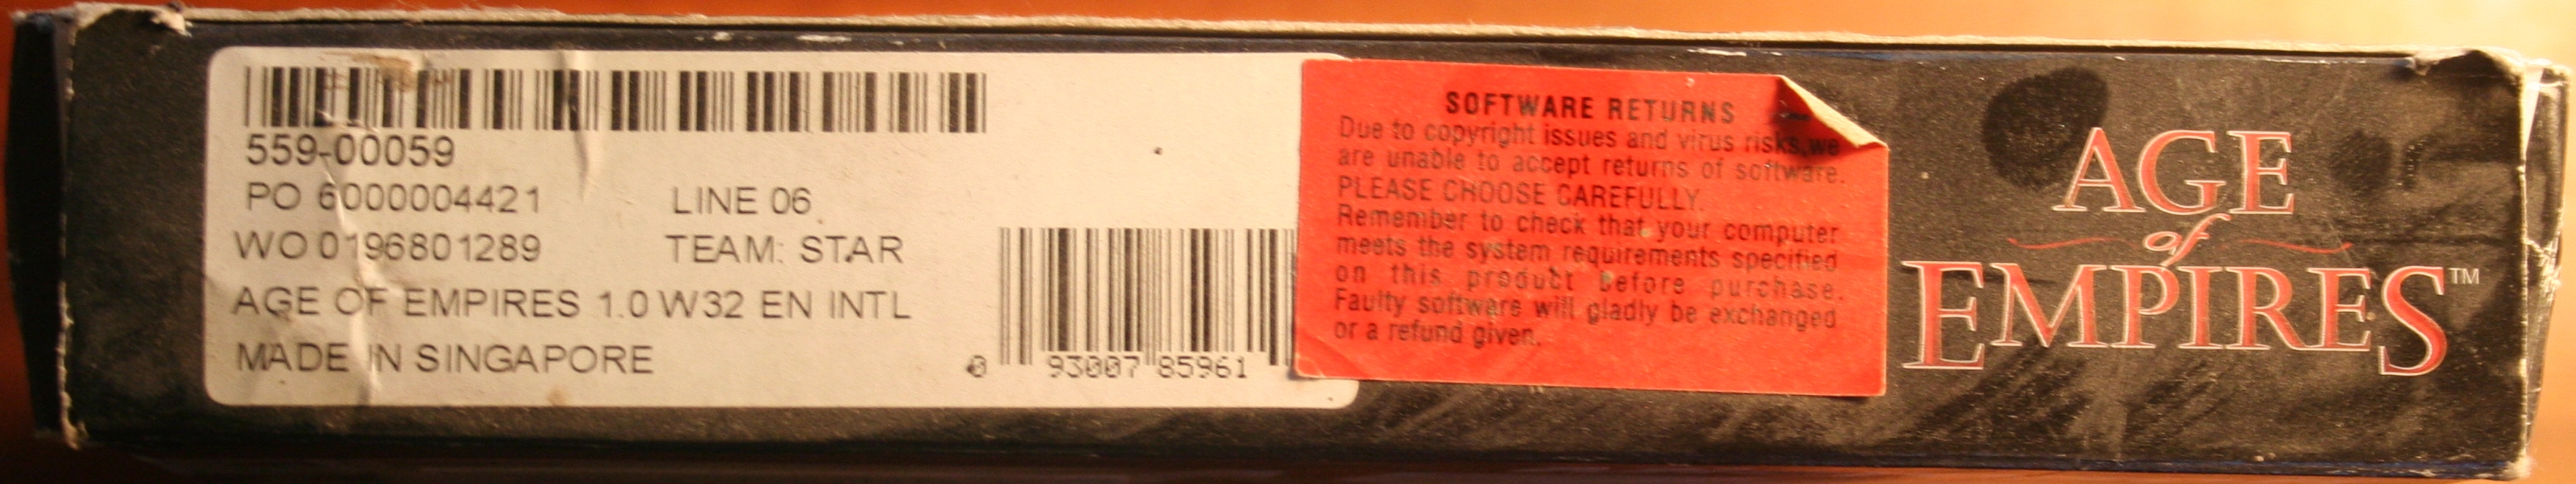 559-00059
PO 6000004421 LINE 06
WO 0196801289 TEAM: STAR
AGE OF EMPIRES 1.0 W32 EN INTL
MADE IN SINGAPORE
0 93007 85961
SOFTWARE RETURNS
Due to copyright issues and virus risks,we
are unable to accept returns of software.
PLEASE CHOOSE CAREFULLY.
Remember to check that your computer
meets the system requirements specified
on this product before purchase.
Faulty software will gladly be exchanged
or a refund given.
AGE
of
EMPIRES™